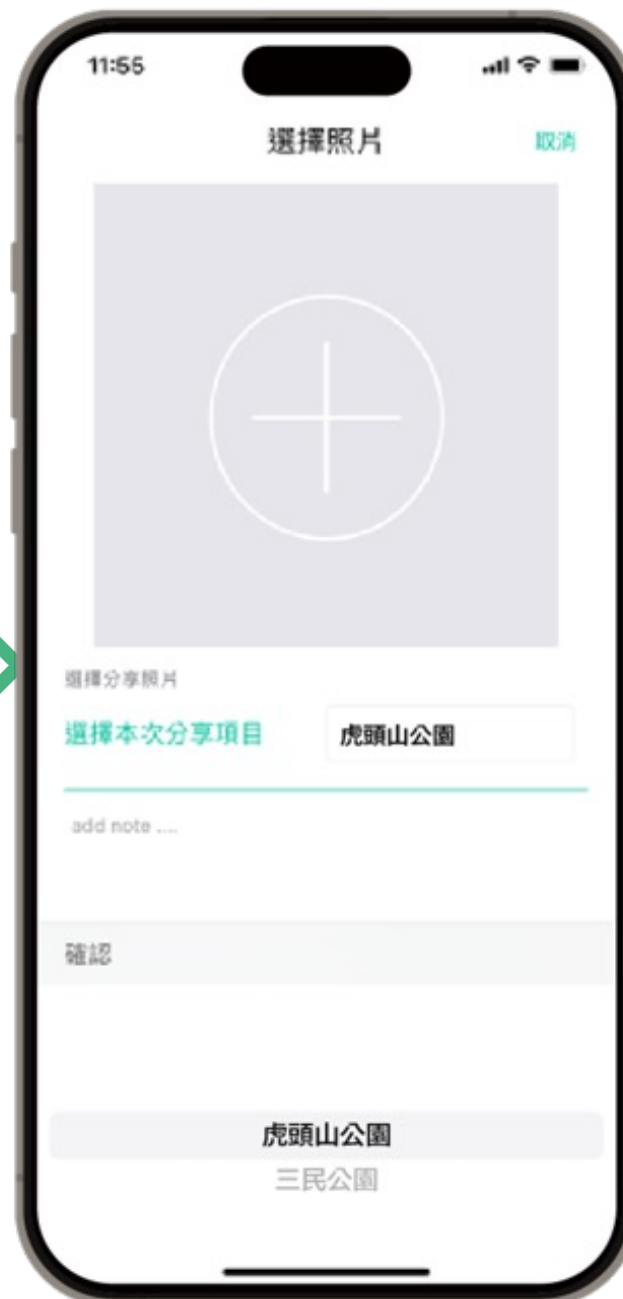 11:55
選擇照片
取消
選擇分享照片
選擇本次分享項目
虎頭山公園
add note ....
確認
虎頭山公園
三民公園